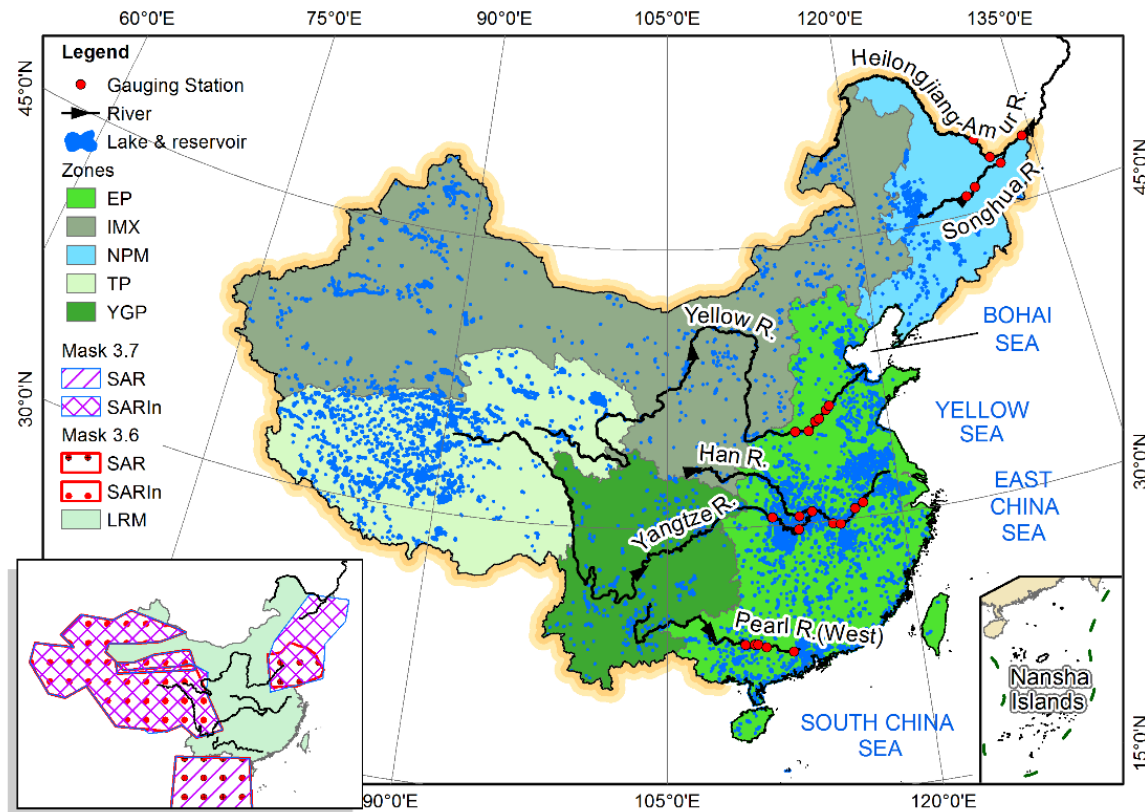 60°0'E 75°0'E 90°0'E 105°0'E 120°0'E 135°0'E
45°0'N
30°0'N
45°0'N
30°0'N
15°0'N
90°0'E 105°0'E 120°0'E
Legend
Gauging Station
River
Lake & reservoir
Zones
EP
IMX
NPM
TP
YGP
Mask 3.7
SAR
SARIn
Mask 3.6
SAR
SARIn
LRM
Heilongjiang-Amur R.
Songhua R.
Yellow R.
Han R.
Yangtze R.
Pearl R.(West)
BOHAI
SEA
YELLOW
SEA
EAST
CHINA
SEA
SOUTH CHINA
SEA
Nansha
Islands